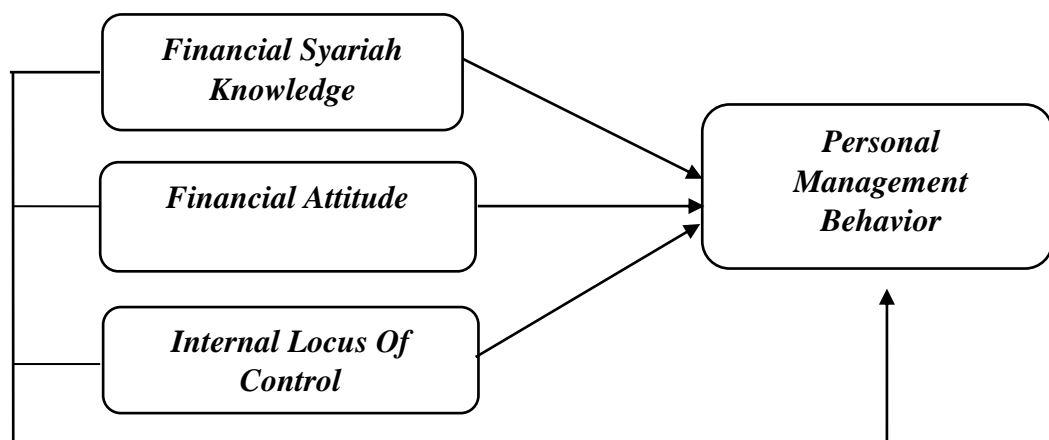 Financial Syariah
Knowledge
Financial Attitude
Internal Locus Of
Control
Personal
Management
Behavior